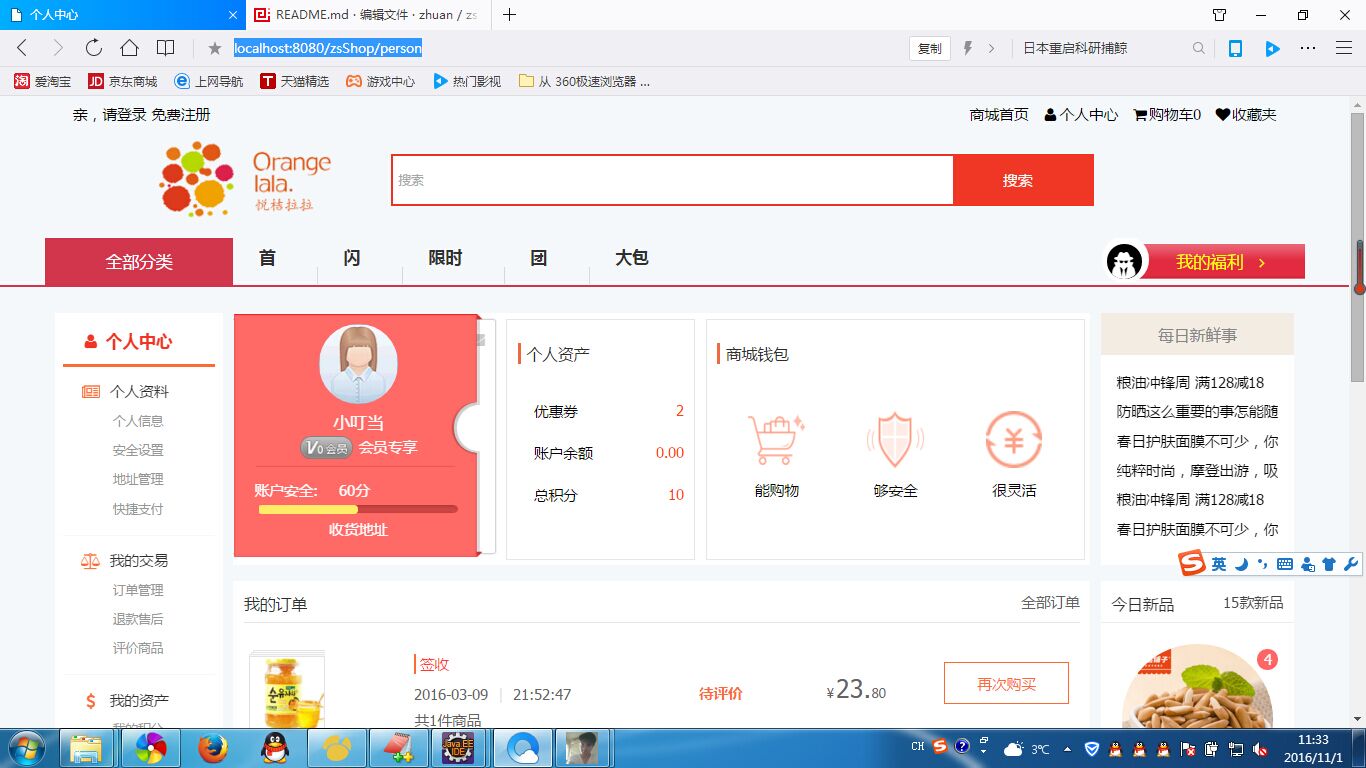 个人中心
README.md · 编辑文件 · zhuan / zs
localhost:8080/zsShop/person
复制
日本重启科研捕鲸
淘 爱淘宝 JD 京东商城 上网导航 T 天猫精选 游戏中心 热门影视 从 360极速浏览器 ...
亲，请登录 免费注册
商城首页 个人中心 购物车0 收藏夹
Orange
lala.
悦桔拉拉
搜索
搜索
全部分类 首 闪 限时 团 大包
我的福利 >
个人中心
个人资料
个人信息
安全设置
地址管理
快捷支付
我的交易
订单管理
退款售后
评价商品
我的资产
我的积分
小叮当
V0会员 会员专享
账户安全: 60分
收货地址
个人资产
优惠券 2
账户余额 0.00
总积分 10
商城钱包
能购物 够安全 很灵活
每日新鲜事
粮油冲锋周 满128减18
防晒这么重要的事怎能随
春日护肤面膜不可少，你
纯粹时尚，摩登出游，吸
粮油冲锋周 满128减18
春日护肤面膜不可少，你
S 英
我的订单 全部订单
签收
2016-03-09 21:52:47
共1件商品
待评价
¥23.80
再次购买
今日新品 15款新品
4
Java EE
IDE
CH S 3℃
11:33
2016/11/1